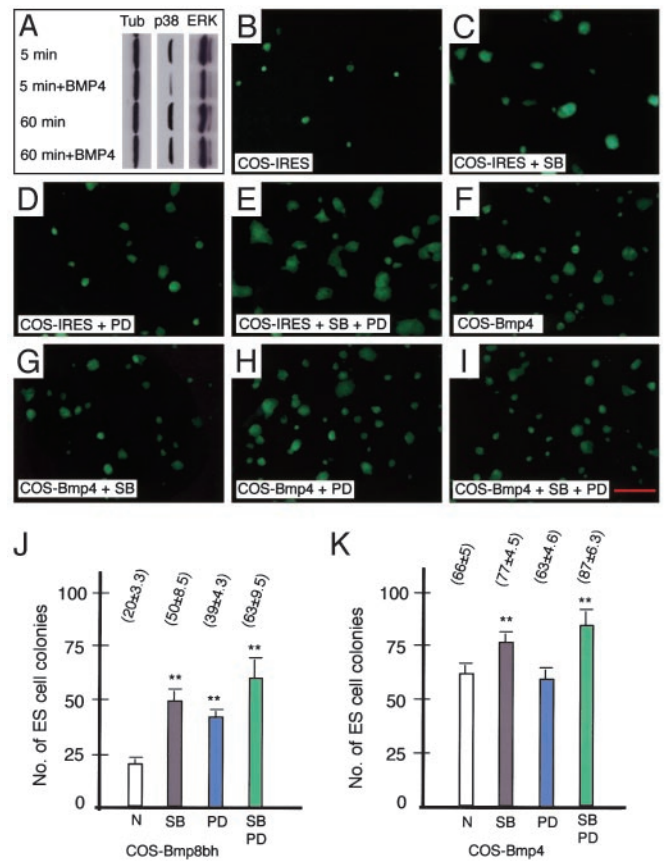 A
Tub p38 ERK
5 min
5 min+BMP4
60 min
60 min+BMP4
B
COS-IRES
C
COS-IRES + SB
D
COS-IRES + PD
E
COS-IRES + SB + PD
F
COS-Bmp4
G
COS-Bmp4 + SB
H
COS-Bmp4 + PD
I
COS-Bmp4 + SB + PD
J
(20±3.3)
(50±8.5)
(39±4.3)
(63±9.5)
No. of ES cell colonies
100
75
50
25
0
**
**
**
N SB PD SB
PD
COS-Bmp8bh
K
(66±5)
(77±4.5)
(63±4.6)
(87±6.3)
No. of ES cell colonies
100
75
50
25
0
**
**
N SB PD SB
PD
COS-Bmp4